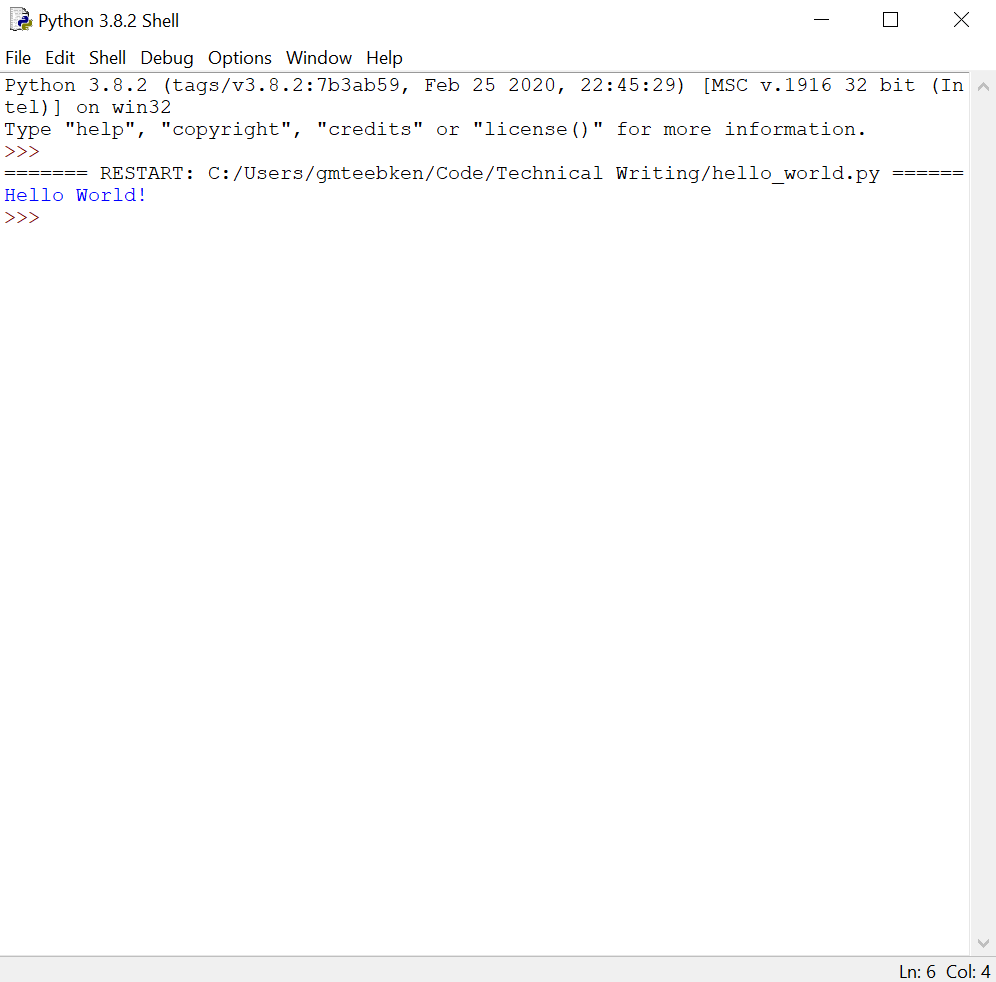 Python 3.8.2 Shell
File Edit Shell Debug Options Window Help
Python 3.8.2 (tags/v3.8.2:7b3ab59, Feb 25 2020, 22:45:29) [MSC v.1916 32 bit (In
tel)] on win32
Type "help", "copyright", "credits" or "license()" for more information.
>>>
======= RESTART: C:/Users/gmteebken/Code/Technical Writing/hello_world.py ======
Hello World!
>>>
Ln: 6 Col: 4